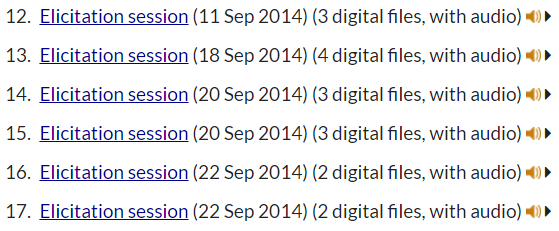 12. Elicitation session (11 Sep 2014) (3 digital files, with audio)
13. Elicitation session (18 Sep 2014) (4 digital files, with audio)
14. Elicitation session (20 Sep 2014) (3 digital files, with audio)
15. Elicitation session (20 Sep 2014) (3 digital files, with audio)
16. Elicitation session (22 Sep 2014) (2 digital files, with audio)
17. Elicitation session (22 Sep 2014) (2 digital files, with audio)